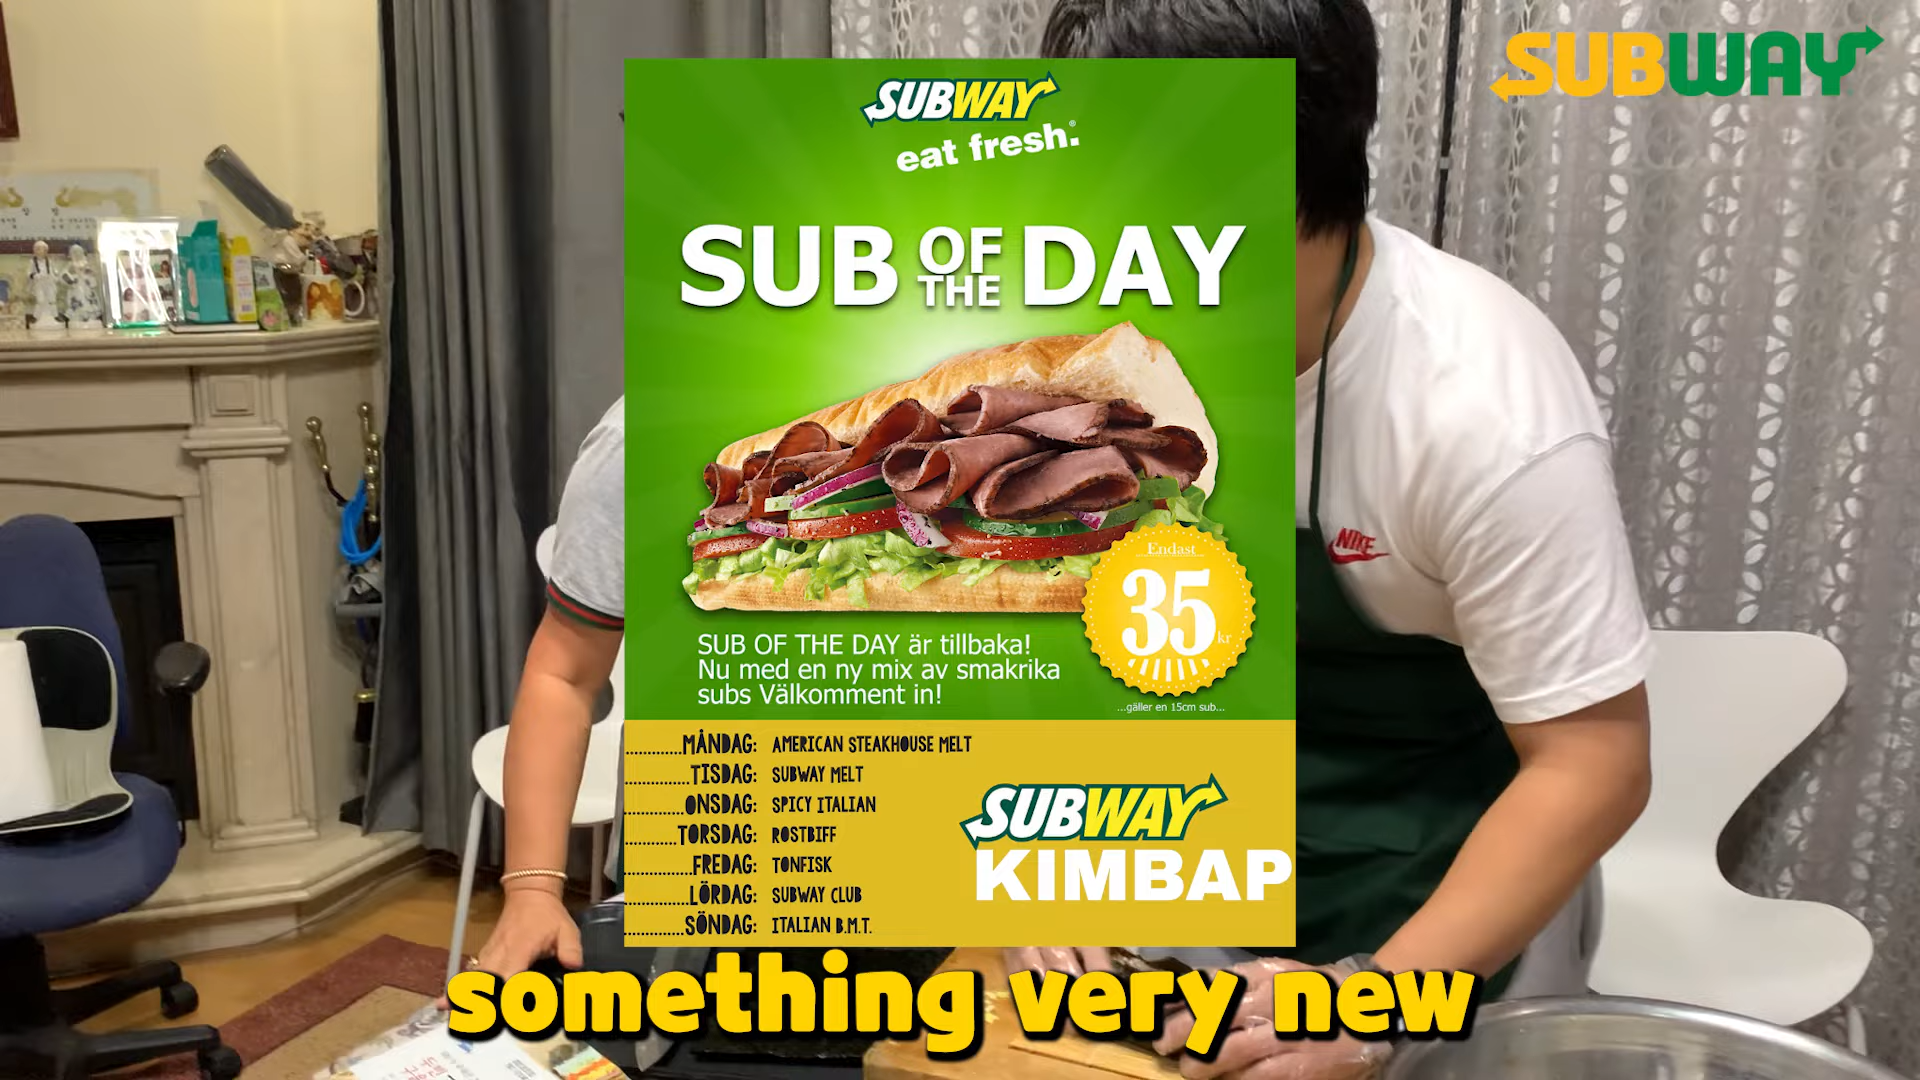 SUBWAY
SUBWAY
eat fresh.®
SUB OF THE DAY
Endast
35 kr
SUB OF THE DAY är tillbaka!
Nu med en ny mix av smakrika
subs Välkomment in!
...gäller en 15cm sub...
.............MÅNDAG: AMERICAN STEAKHOUSE MELT
...............TISDAG: SUBWAY MELT
..............ONSDAG: SPICY ITALIAN
............TORSDAG: ROSTBIFF
................FREDAG: TONFISK
...............LÖRDAG: SUBWAY CLUB
..............SÖNDAG: ITALIAN B.M.T.
SUBWAY
KIMBAP
NIKE
something very new